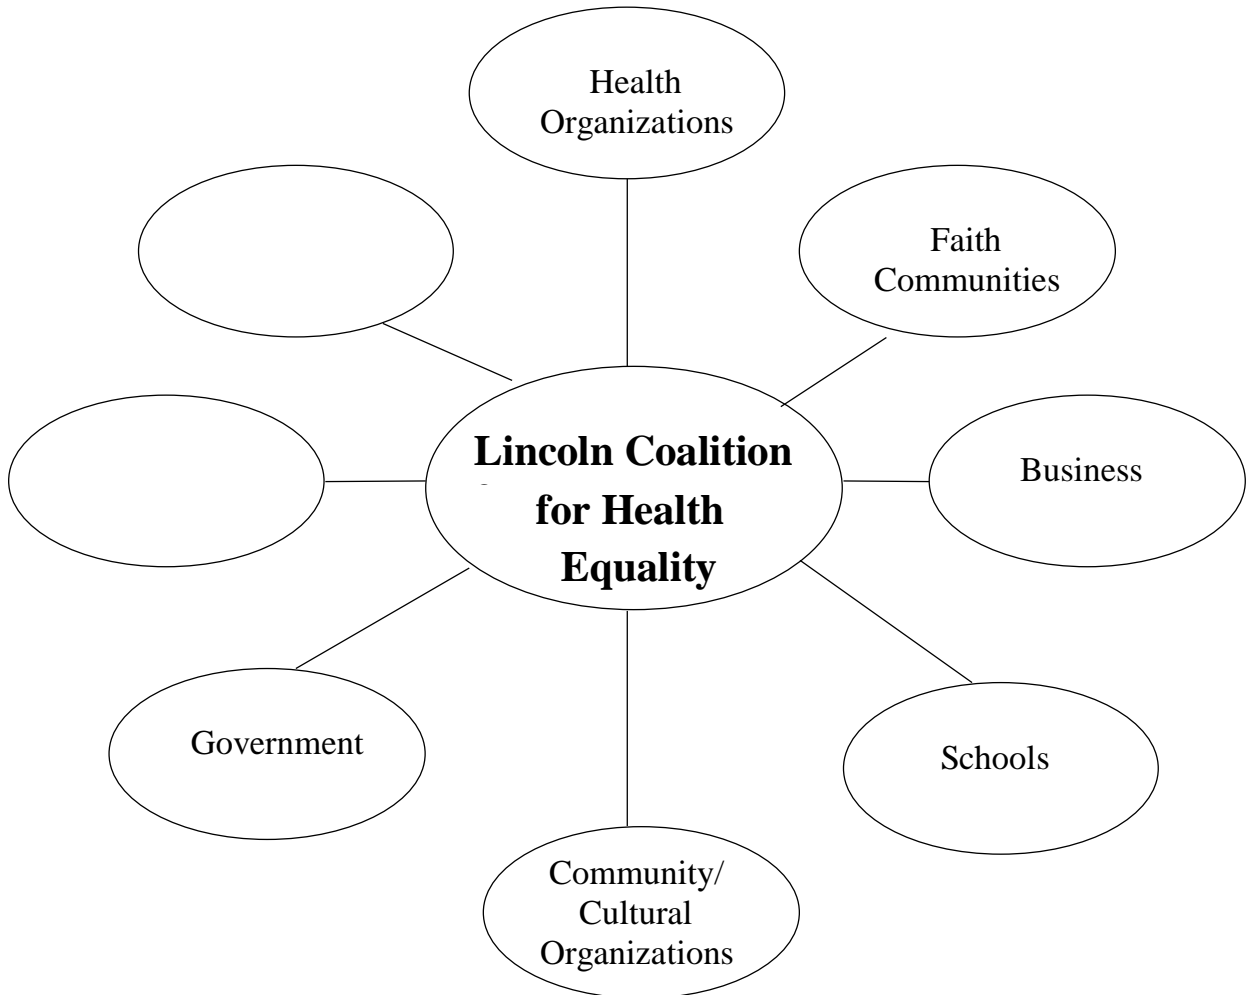 Health
Organizations
Faith
Communities
Lincoln Coalition
for Health
Equality
Business
Government
Schools
Community/
Cultural
Organizations